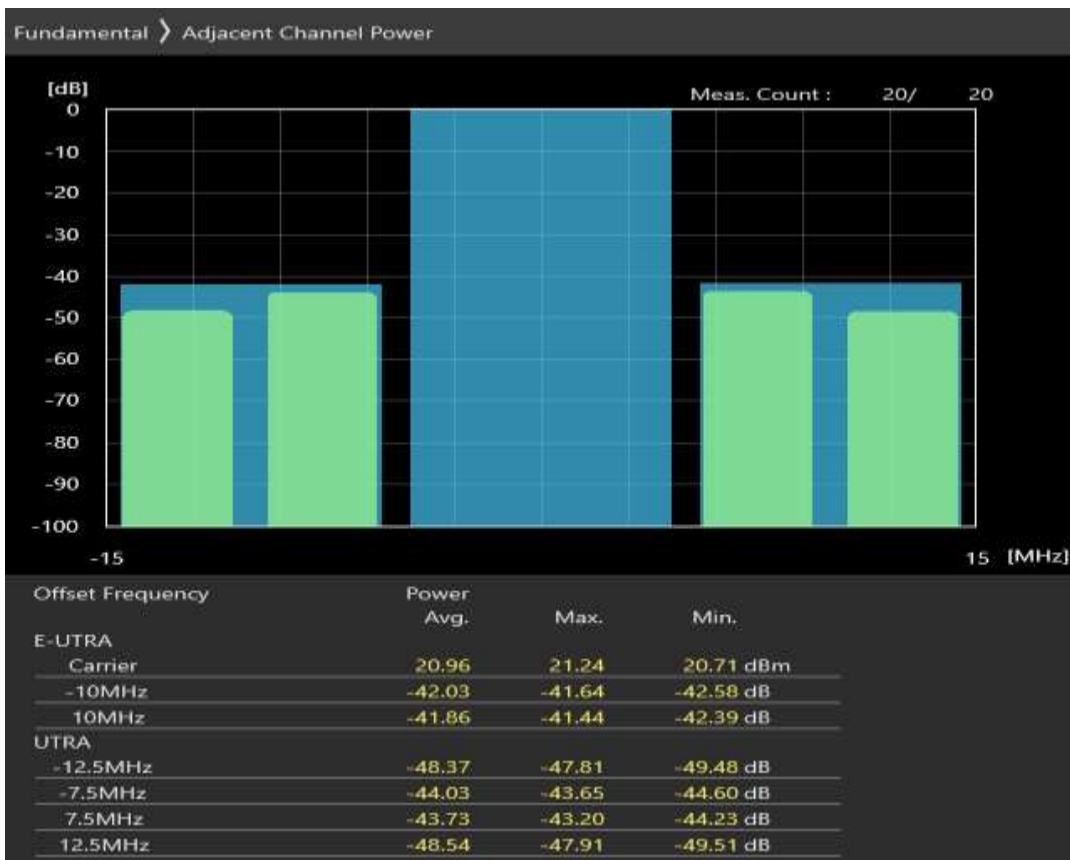 Fundamental ❯ Adjacent Channel Power
[dB]
Meas. Count : 20/ 20
0
-10
-20
-30
-40
-50
-60
-70
-80
-90
-100
-15 15 [MHz]
Offset Frequency Power
Avg. Max. Min.
E-UTRA
Carrier 20.96 21.24 20.71 dBm
-10MHz -42.03 -41.64 -42.58 dB
10MHz -41.86 -41.44 -42.39 dB
UTRA
-12.5MHz -48.37 -47.81 -49.48 dB
-7.5MHz -44.03 -43.65 -44.60 dB
7.5MHz -43.73 -43.20 -44.23 dB
12.5MHz -48.54 -47.91 -49.51 dB